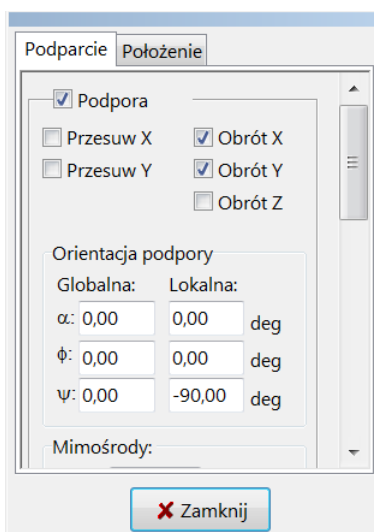 Podparcie Położenie
Podpora
Przesuw X Obrót X
Przesuw Y Obrót Y
Obrót Z
Orientacja podpory
Globalna: Lokalna:
α: 0,00 0,00 deg
ϕ: 0,00 0,00 deg
ψ: 0,00 -90,00 deg
Mimośrody:
Zamknij